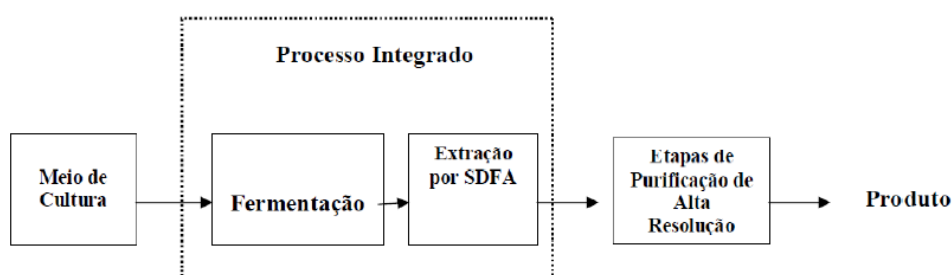 Processo Integrado
Meio de
Cultura
Fermentação
Extração
por SDFA
Etapas de
Purificação de
Alta
Resolução
Produto